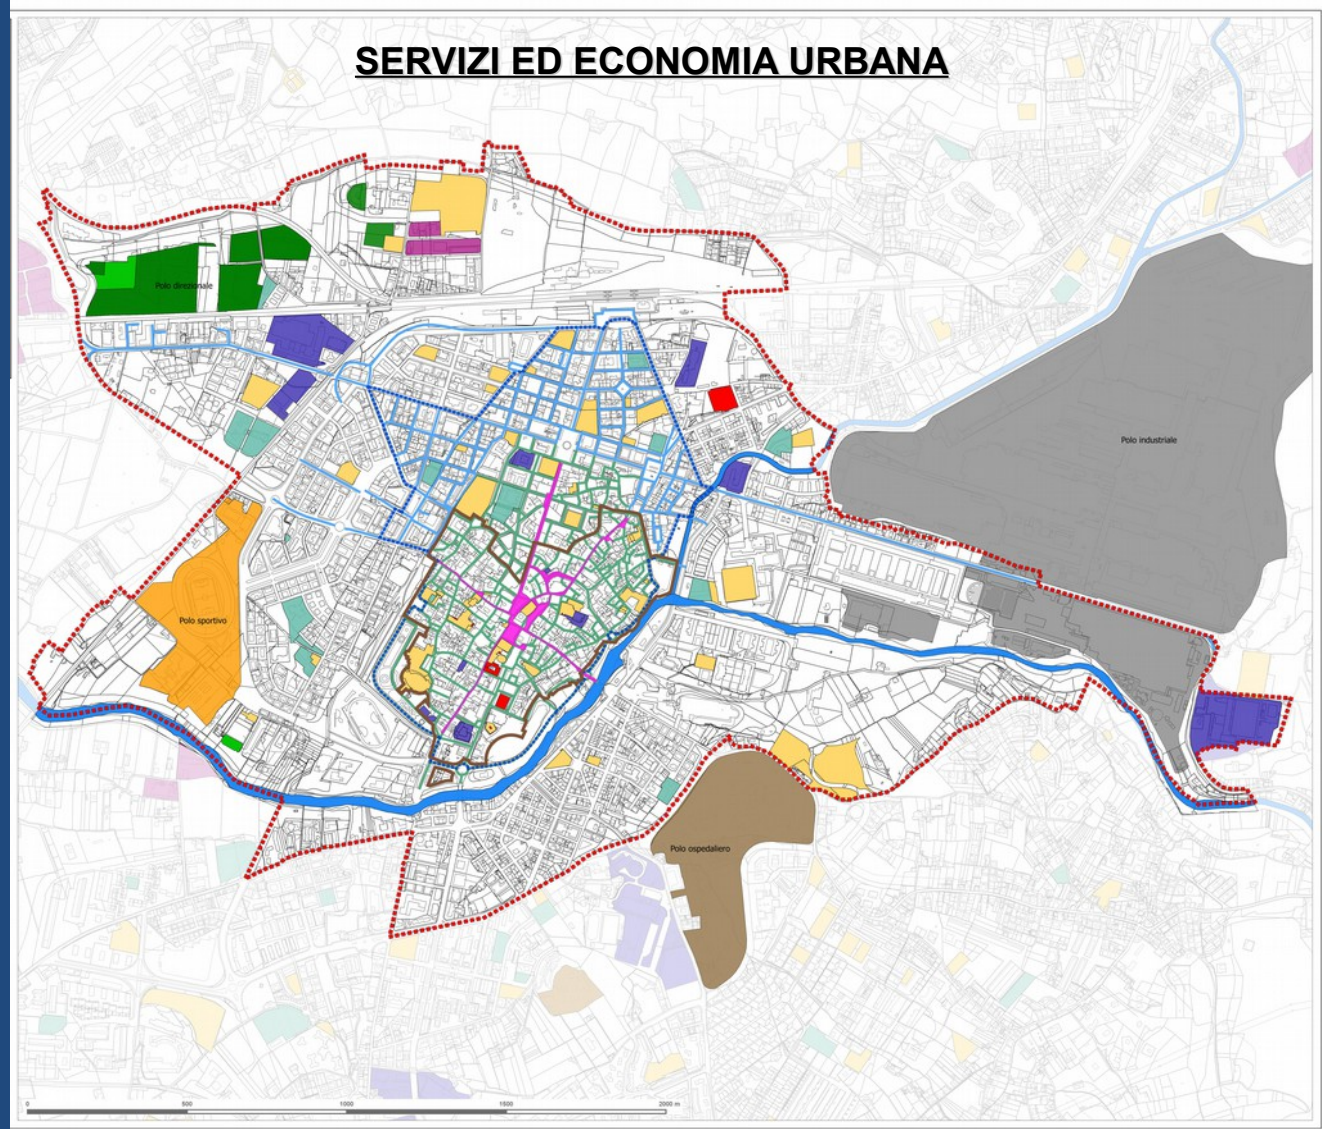 SERVIZI ED ECONOMIA URBANA
Polo direzionale
Polo industriale
Polo sportivo
Polo ospedaliero
0 500 1000 1500 2000 m